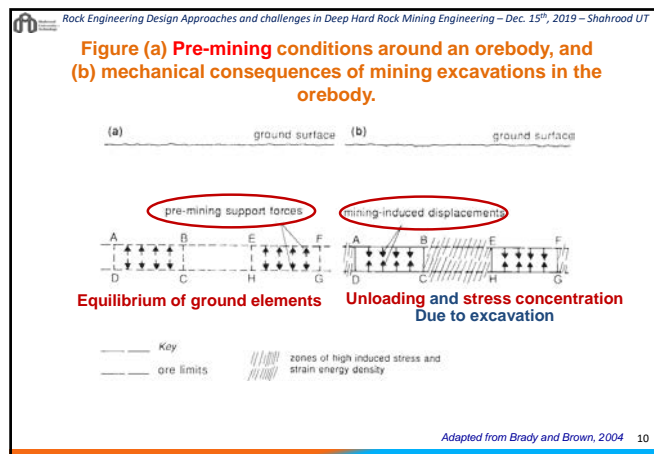 Rock Engineering Design Approaches and challenges in Deep Hard Rock Mining Engineering – Dec. 15th, 2019 – Shahrood UT
Figure (a) Pre-mining conditions around an orebody, and
(b) mechanical consequences of mining excavations in the
orebody.
(a) ground surface
(b) ground surface
pre-mining support forces
mining-induced displacements
A B E F
D C H G
A B E F
D C H G
Equilibrium of ground elements
Unloading and stress concentration
Due to excavation
Key
ore limits
zones of high induced stress and
strain energy density
Adapted from Brady and Brown, 2004
10